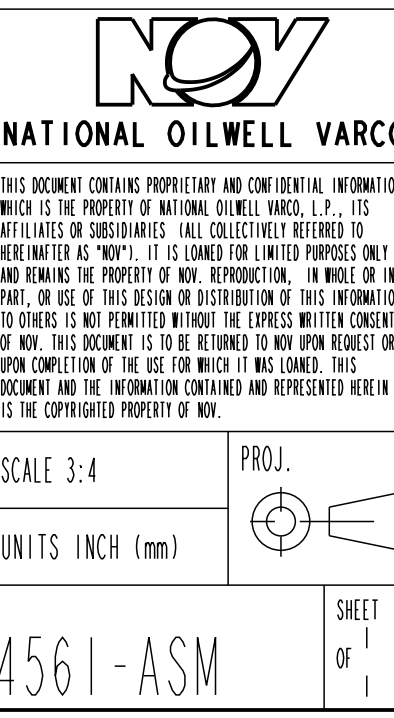 NOV
NATIONAL OILWELL VARCO
THIS DOCUMENT CONTAINS PROPRIETARY AND CONFIDENTIAL INFORMATIO
WHICH IS THE PROPERTY OF NATIONAL OILWELL VARCO, L.P., ITS
AFFILIATES OR SUBSIDIARIES (ALL COLLECTIVELY REFERRED TO
HEREINAFTER AS "NOV"). IT IS LOANED FOR LIMITED PURPOSES ONLY
AND REMAINS THE PROPERTY OF NOV. REPRODUCTION, IN WHOLE OR IN
PART, OR USE OF THIS DESIGN OR DISTRIBUTION OF THIS INFORMATIO
TO OTHERS IS NOT PERMITTED WITHOUT THE EXPRESS WRITTEN CONSENT
OF NOV. THIS DOCUMENT IS TO BE RETURNED TO NOV UPON REQUEST OR
UPON COMPLETION OF THE USE FOR WHICH IT WAS LOANED. THIS
DOCUMENT AND THE INFORMATION CONTAINED AND REPRESENTED HEREIN
IS THE COPYRIGHTED PROPERTY OF NOV.
SCALE 3:4
PROJ.
UNITS INCH (mm)
4561-ASM
SHEET
1
OF
1